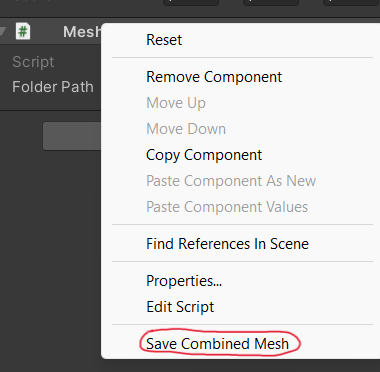 Mesh
Reset
Script
Folder Path
Remove Component
Move Up
Move Down
Copy Component
Paste Component As New
Paste Component Values
Find References In Scene
Properties...
Edit Script
Save Combined Mesh